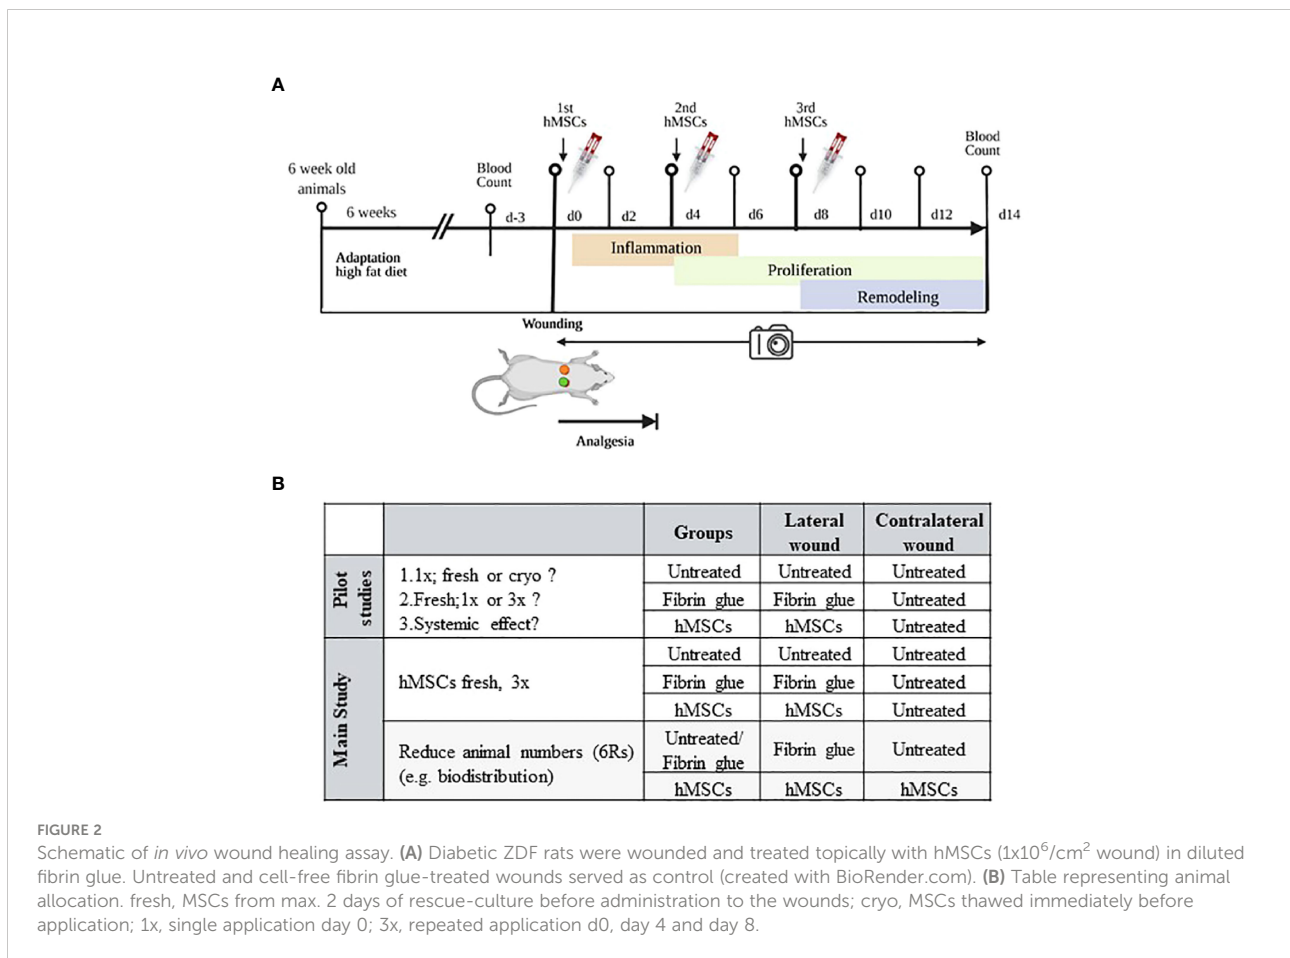 A
1st
hMSCs
2nd
hMSCs
3rd
hMSCs
Blood
Count
6 week old
animals
Blood
Count
6 weeks
d-3
d0
d2
d4
d6
d8
d10
d12
d14
Adaptation
high fat diet
Inflammation
Proliferation
Remodeling
Wounding
Analgesia
B
Groups
Lateral
wound
Contralateral
wound
Pilot
studies
1.1x; fresh or cryo ?
2.Fresh;1x or 3x ?
3.Systemic effect?
Untreated Untreated Untreated
Fibrin glue Fibrin glue Untreated
hMSCs hMSCs Untreated
Main Study
hMSCs fresh, 3x
Untreated Untreated Untreated
Fibrin glue Fibrin glue Untreated
hMSCs hMSCs Untreated
Reduce animal numbers (6Rs)
(e.g. biodistribution)
Untreated/
Fibrin glue
Fibrin glue Untreated
hMSCs hMSCs hMSCs
FIGURE 2
Schematic of in vivo wound healing assay. (A) Diabetic ZDF rats were wounded and treated topically with hMSCs (1x10⁶/cm² wound) in diluted
fibrin glue. Untreated and cell-free fibrin glue-treated wounds served as control (created with BioRender.com). (B) Table representing animal
allocation. fresh, MSCs from max. 2 days of rescue-culture before administration to the wounds; cryo, MSCs thawed immediately before
application; 1x, single application day 0; 3x, repeated application d0, day 4 and day 8.